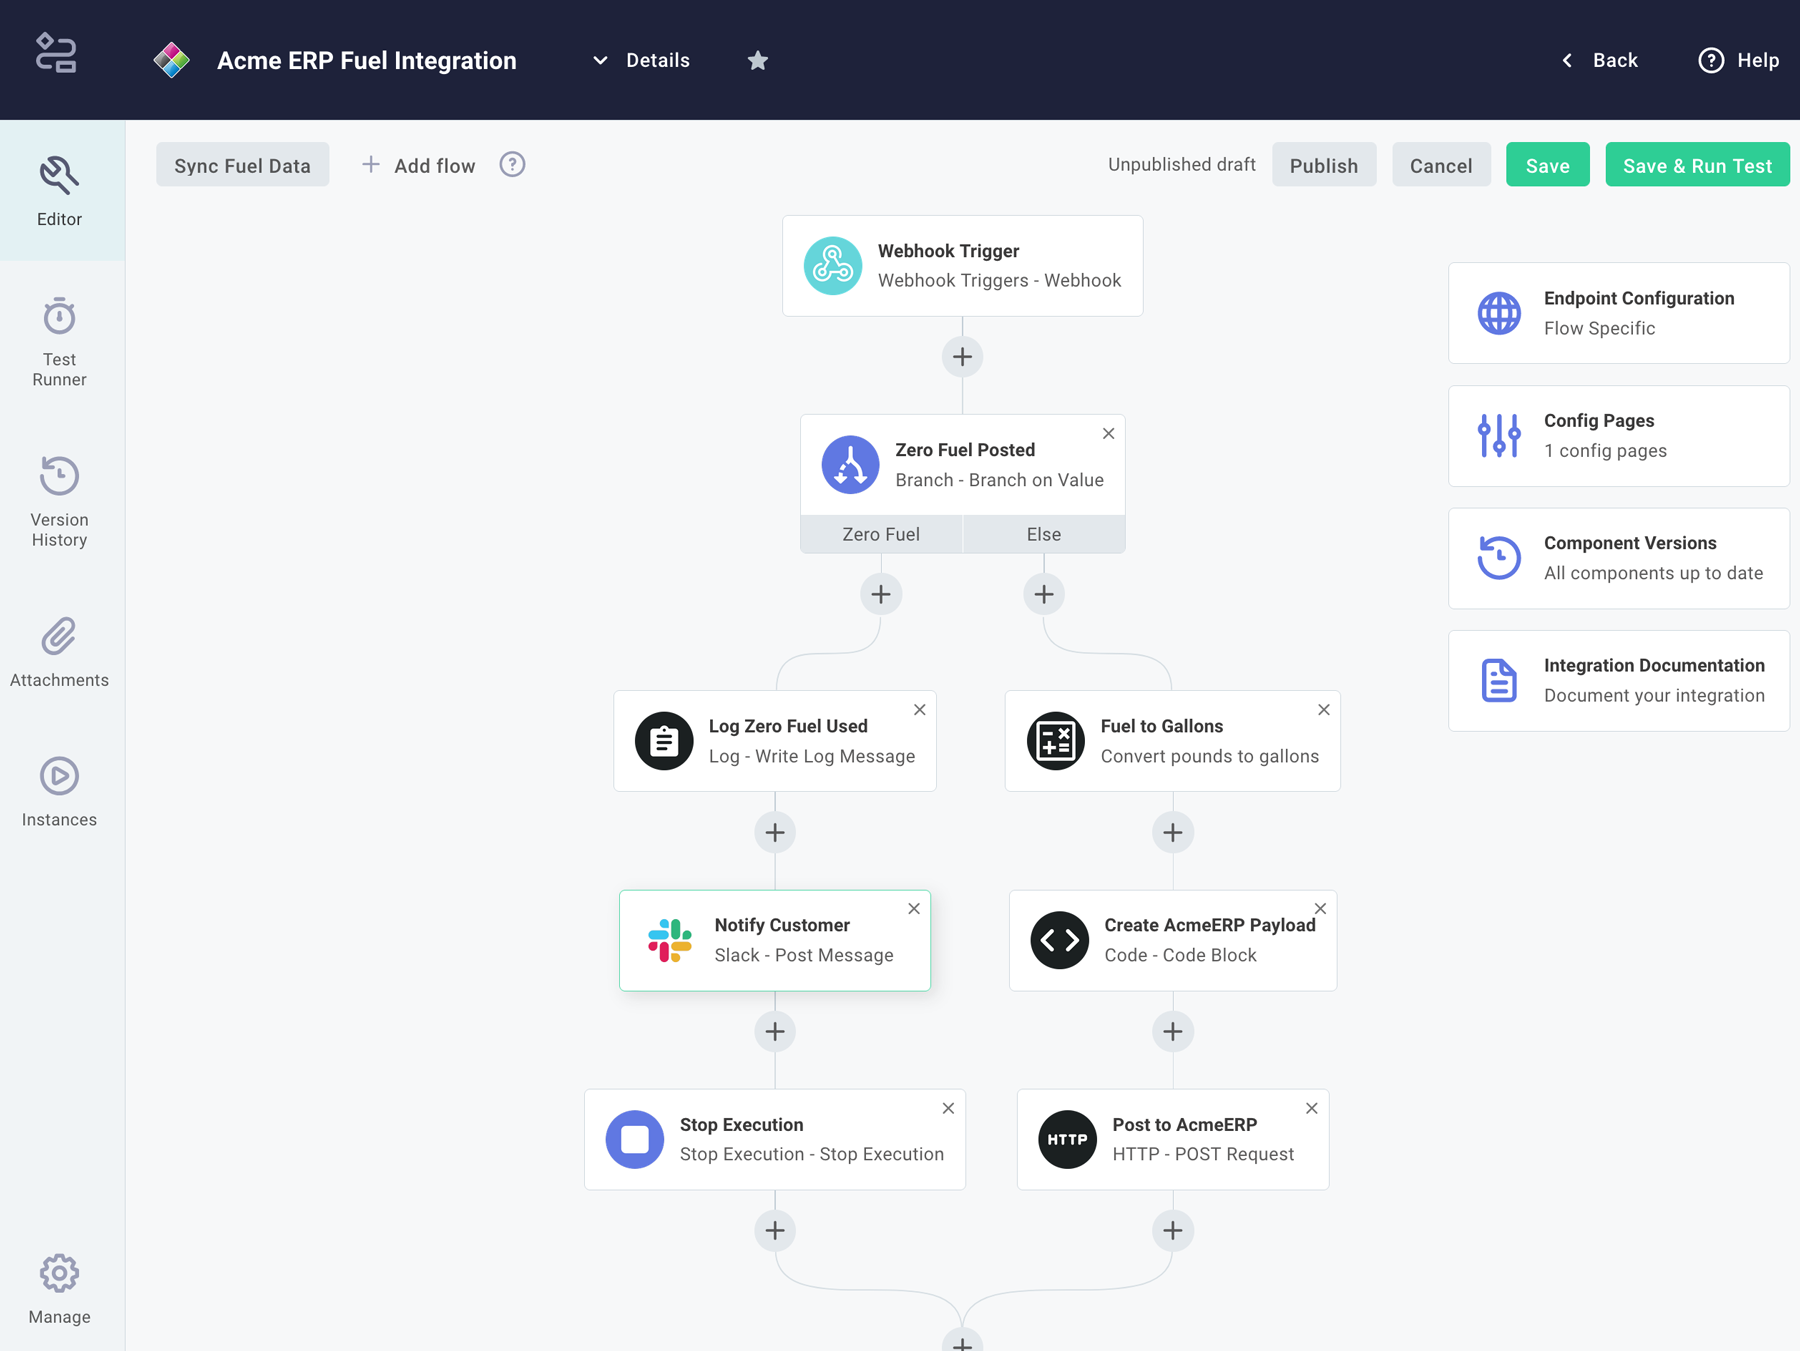 Acme ERP Fuel Integration
Details
Back
Help
Sync Fuel Data
Add flow
Unpublished draft
Publish
Cancel
Save
Save & Run Test
Editor
Test
Runner
Version
History
Attachments
Instances
Manage
Webhook Trigger
Webhook Triggers - Webhook
Zero Fuel Posted
Branch - Branch on Value
Zero Fuel
Else
Log Zero Fuel Used
Log - Write Log Message
Fuel to Gallons
Convert pounds to gallons
Notify Customer
Slack - Post Message
Create AcmeERP Payload
Code - Code Block
Stop Execution
Stop Execution - Stop Execution
HTTP
Post to AcmeERP
HTTP - POST Request
Endpoint Configuration
Flow Specific
Config Pages
1 config pages
Component Versions
All components up to date
Integration Documentation
Document your integration